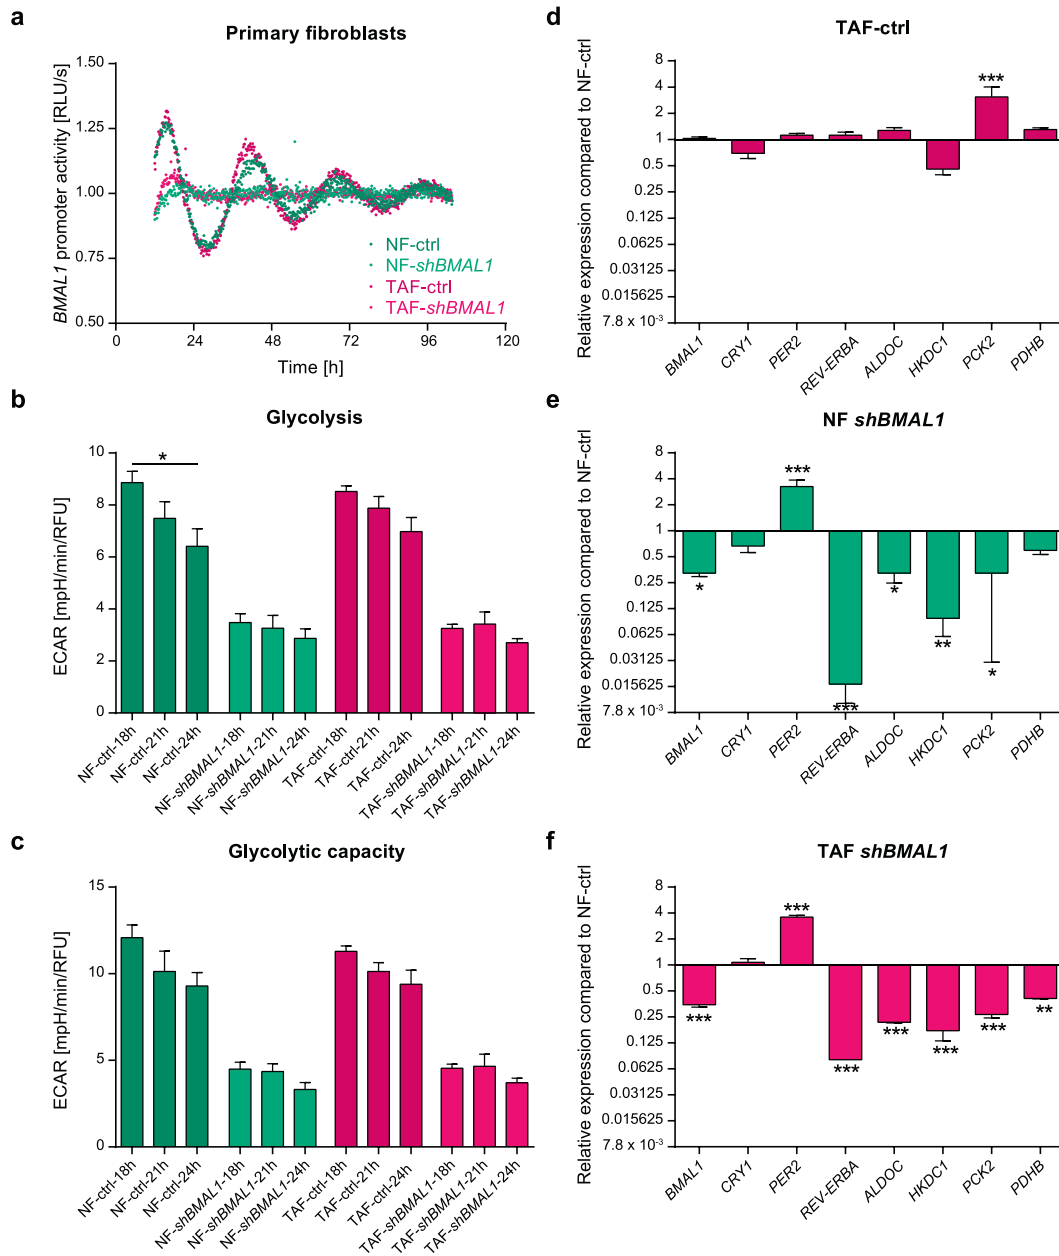 a
Primary fibroblasts
BMAL1 promoter activity [RLU/s]
1.50
1.25
1.00
0.75
0.50
0
24
48
72
96
120
Time [h]
NF-ctrl
NF-shBMAL1
TAF-ctrl
TAF-shBMAL1
b
Glycolysis
ECAR [mpH/min/RFU]
10
8
6
4
2
0
*
NF-ctrl-18h
NF-ctrl-21h
NF-ctrl-24h
NF-shBMAL1-18h
NF-shBMAL1-21h
NF-shBMAL1-24h
TAF-ctrl-18h
TAF-ctrl-21h
TAF-ctrl-24h
TAF-shBMAL1-18h
TAF-shBMAL1-21h
TAF-shBMAL1-24h
c
Glycolytic capacity
ECAR [mpH/min/RFU]
15
10
5
0
NF-ctrl-18h
NF-ctrl-21h
NF-ctrl-24h
NF-shBMAL1-18h
NF-shBMAL1-21h
NF-shBMAL1-24h
TAF-ctrl-18h
TAF-ctrl-21h
TAF-ctrl-24h
TAF-shBMAL1-18h
TAF-shBMAL1-21h
TAF-shBMAL1-24h
d
TAF-ctrl
Relative expression compared to NF-ctrl
8
4
2
1
0.5
0.25
0.125
0.0625
0.03125
0.015625
7.8 x 10⁻³
***
BMAL1
CRY1
PER2
REV-ERBA
ALDOC
HKDC1
PCK2
PDHB
e
NF shBMAL1
Relative expression compared to NF-ctrl
8
4
2
1
0.5
0.25
0.125
0.0625
0.03125
0.015625
7.8 x 10⁻³
*
***
***
*
**
*
BMAL1
CRY1
PER2
REV-ERBA
ALDOC
HKDC1
PCK2
PDHB
f
TAF shBMAL1
Relative expression compared to NF-ctrl
8
4
2
1
0.5
0.25
0.125
0.0625
0.03125
0.015625
7.8 x 10⁻³
***
***
***
***
***
***
**
BMAL1
CRY1
PER2
REV-ERBA
ALDOC
HKDC1
PCK2
PDHB